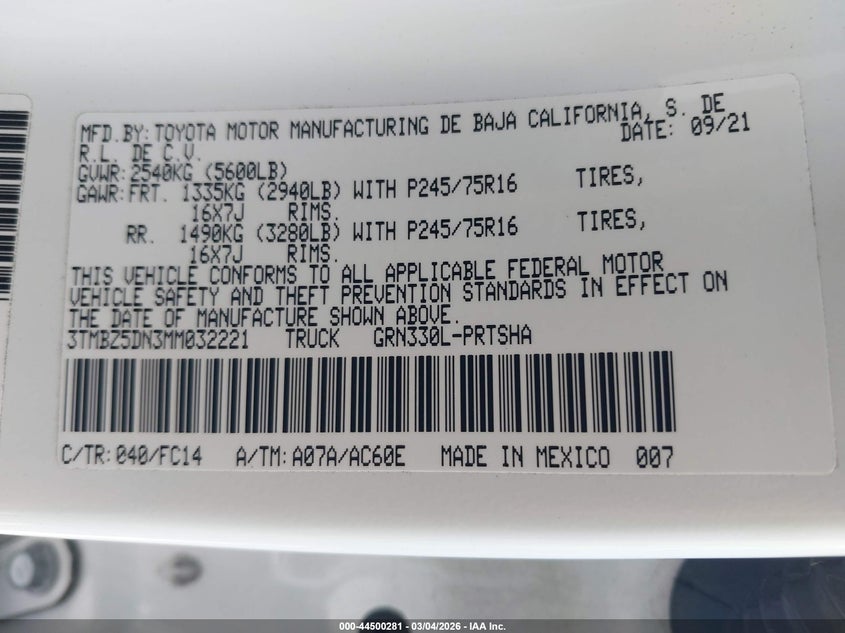 MFD.BY:TOYOTA MOTOR MANUFACTURING DE BAJA CALIFORNIA, S. DE
R.L. DE C.V. DATE: 09/21
GVWR:2540KG (5600LB)
GAWR:FRT. 1335KG (2940LB) WITH P245/75R16 TIRES,
16X7J RIMS.
RR. 1490KG (3280LB) WITH P245/75R16 TIRES,
16X7J RIMS.
THIS VEHICLE CONFORMS TO ALL APPLICABLE FEDERAL MOTOR
VEHICLE SAFETY AND THEFT PREVENTION STANDARDS IN EFFECT ON
THE DATE OF MANUFACTURE SHOWN ABOVE.
3TMBZ5DN3MM032221 TRUCK GRN330L-PRTSHA
C/TR:040/FC14 A/TM:A07A/AC60E MADE IN MEXICO 007
000-44500281 - 03/04/2026 - IAA Inc.